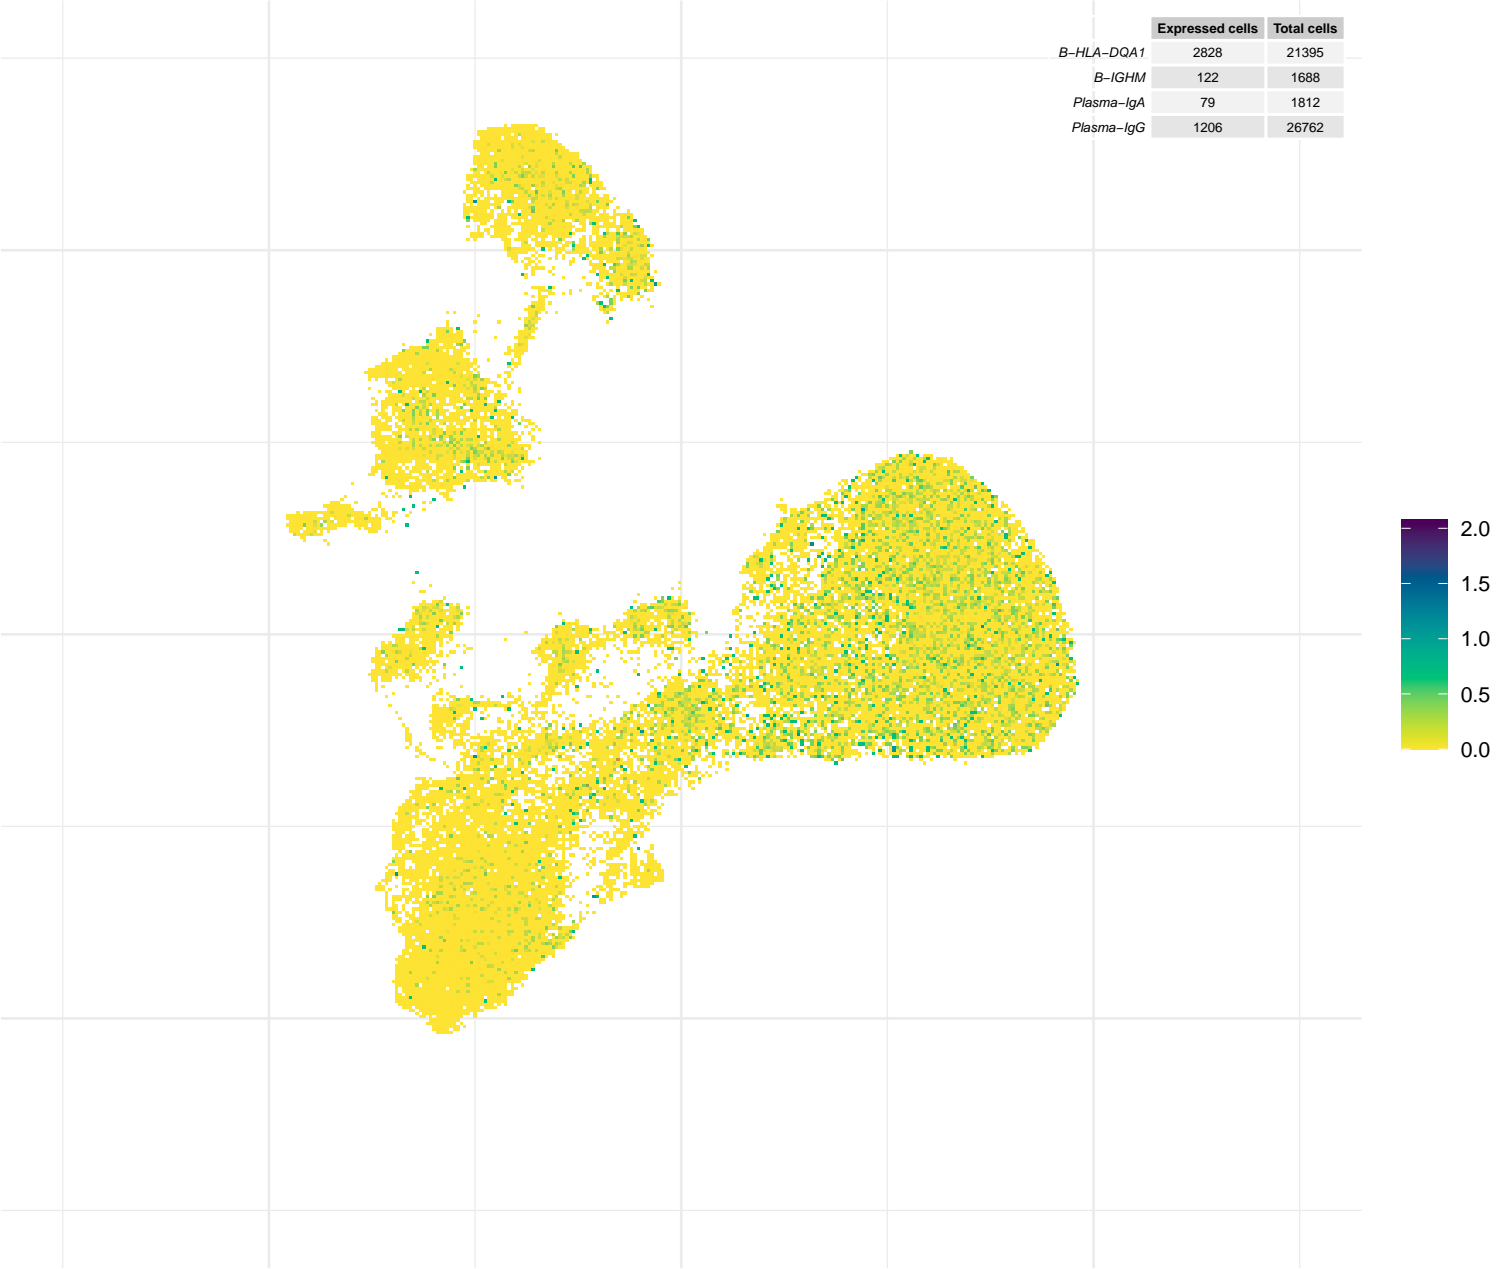 Expressed cells Total cells
B−HLA−DQA1 2828 21395
B−IGHM 122 1688
Plasma−IgA 79 1812
Plasma−IgG 1206 26762
2.0
1.5
1.0
0.5
0.0